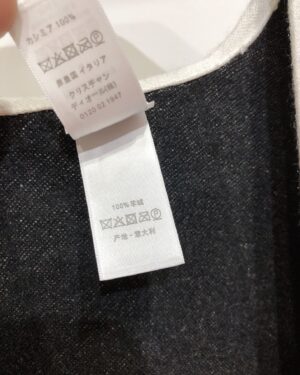 カシミア 100%
原産国 イタリア
クリスチャン
ディオール(株)
0120 02 1947
100%羊绒
产地 - 意大利